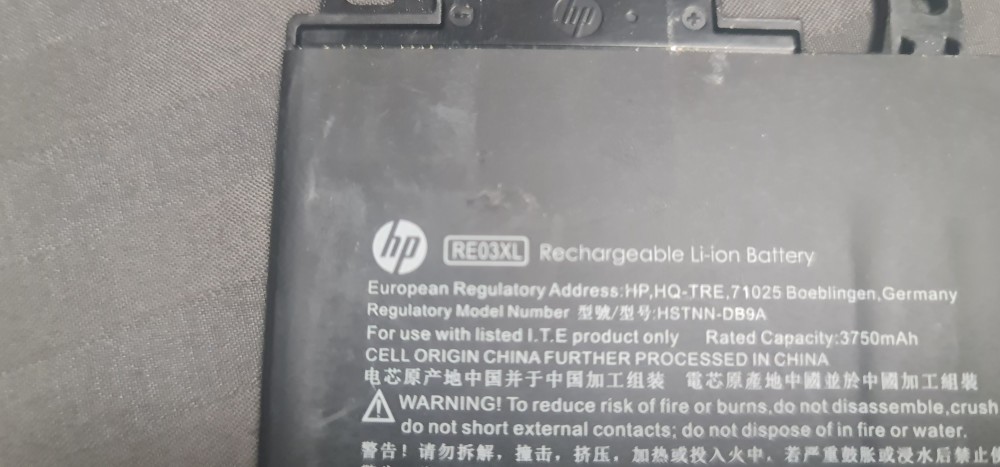 hp
hp RE03XL Rechargeable Li-ion Battery
European Regulatory Address:HP,HQ-TRE,71025 Boeblingen,Germany
Regulatory Model Number 型號/型号:HSTNN-DB9A
For use with listed I.T.E product only Rated Capacity:3750mAh
CELL ORIGIN CHINA FURTHER PROCESSED IN CHINA
电芯原产地中国并于中国加工组装 電芯原產地中國並於中國加工組裝
WARNING! To reduce risk of fire or burns,do not disassemble,crush
do not short external contacts; do not dispose of in fire or water.
警告！请勿拆解，撞击，挤压，加热或投入火中．若严重鼓胀或浸水后禁止